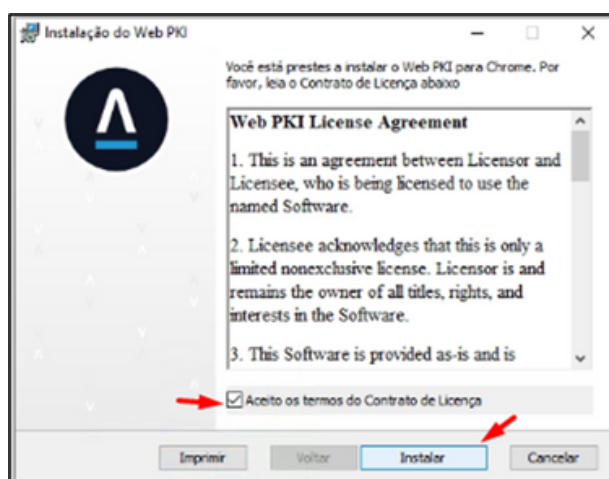 Instalação do Web PKI
Você está prestes a instalar o Web PKI para Chrome. Por
favor, leia o Contrato de Licença abaixo
Web PKI License Agreement
1. This is an agreement between Licensor and
Licensee, who is being licensed to use the
named Software.
2. Licensee acknowledges that this is only a
limited nonexclusive license. Licensor is and
remains the owner of all titles, rights, and
interests in the Software.
3. This Software is provided as-is and is
Aceito os termos do Contrato de Licença
Imprimir Voltar Instalar Cancelar